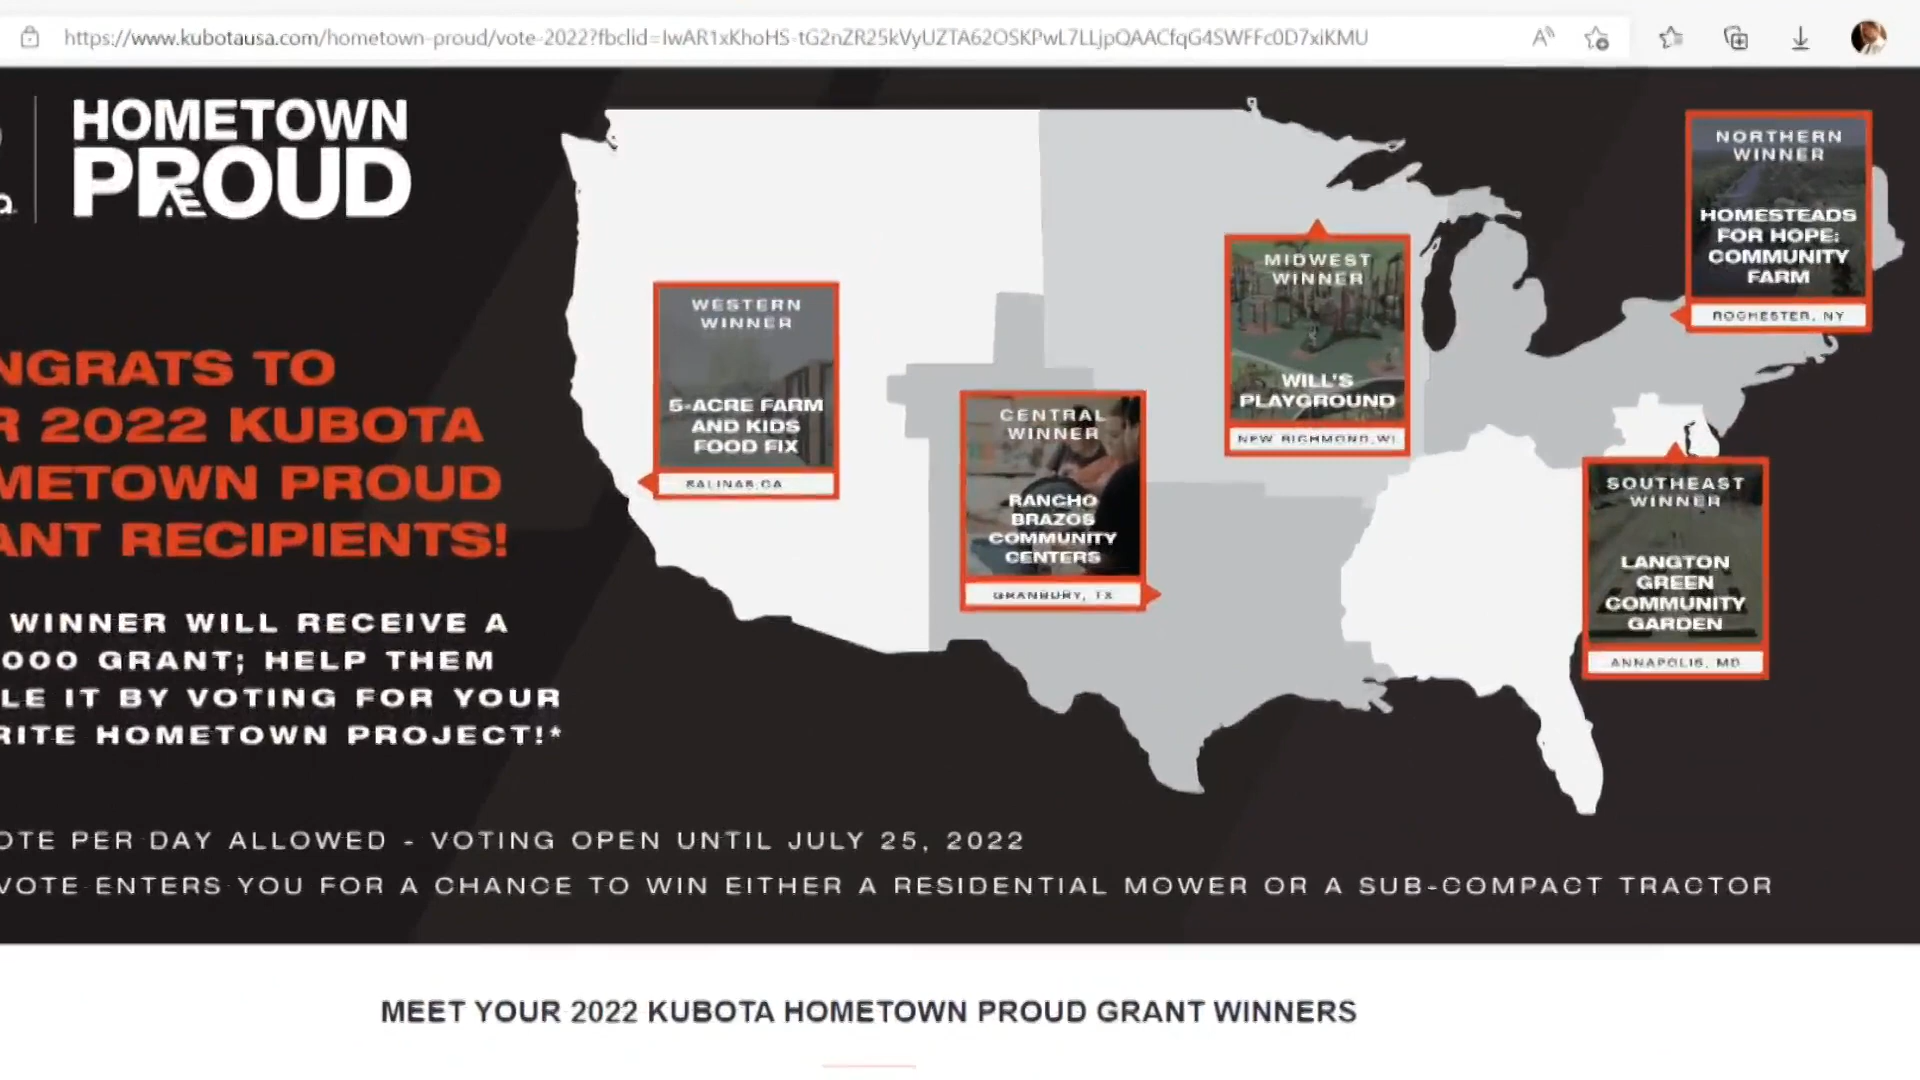 https://www.kubotausa.com/hometown-proud/vote-2022?fbclid=IwAR1xKhoHS-tG2nZR25kVyUZTA62OSKPwL7LLjpQAACfqG4SWFFc0D7xiKMU
HOMETOWN
PROUD
a
NGRATS TO
R 2022 KUBOTA
METOWN PROUD
ANT RECIPIENTS!
WINNER WILL RECEIVE A
000 GRANT; HELP THEM
LE IT BY VOTING FOR YOUR
RITE HOMETOWN PROJECT!*
WESTERN
WINNER
5-ACRE FARM
AND KIDS
FOOD FIX
SALINAS,CA
CENTRAL
WINNER
RANCHO
BRAZOS
COMMUNITY
CENTERS
GRANBURY, TX
MIDWEST
WINNER
WILL'S
PLAYGROUND
NEW RICHMOND,WI
NORTHERN
WINNER
HOMESTEADS
FOR HOPE:
COMMUNITY
FARM
ROCHESTER, NY
SOUTHEAST
WINNER
LANGTON
GREEN
COMMUNITY
GARDEN
ANNAPOLIS, MD
OTE PER DAY ALLOWED - VOTING OPEN UNTIL JULY 25, 2022
VOTE ENTERS YOU FOR A CHANCE TO WIN EITHER A RESIDENTIAL MOWER OR A SUB-COMPACT TRACTOR
MEET YOUR 2022 KUBOTA HOMETOWN PROUD GRANT WINNERS